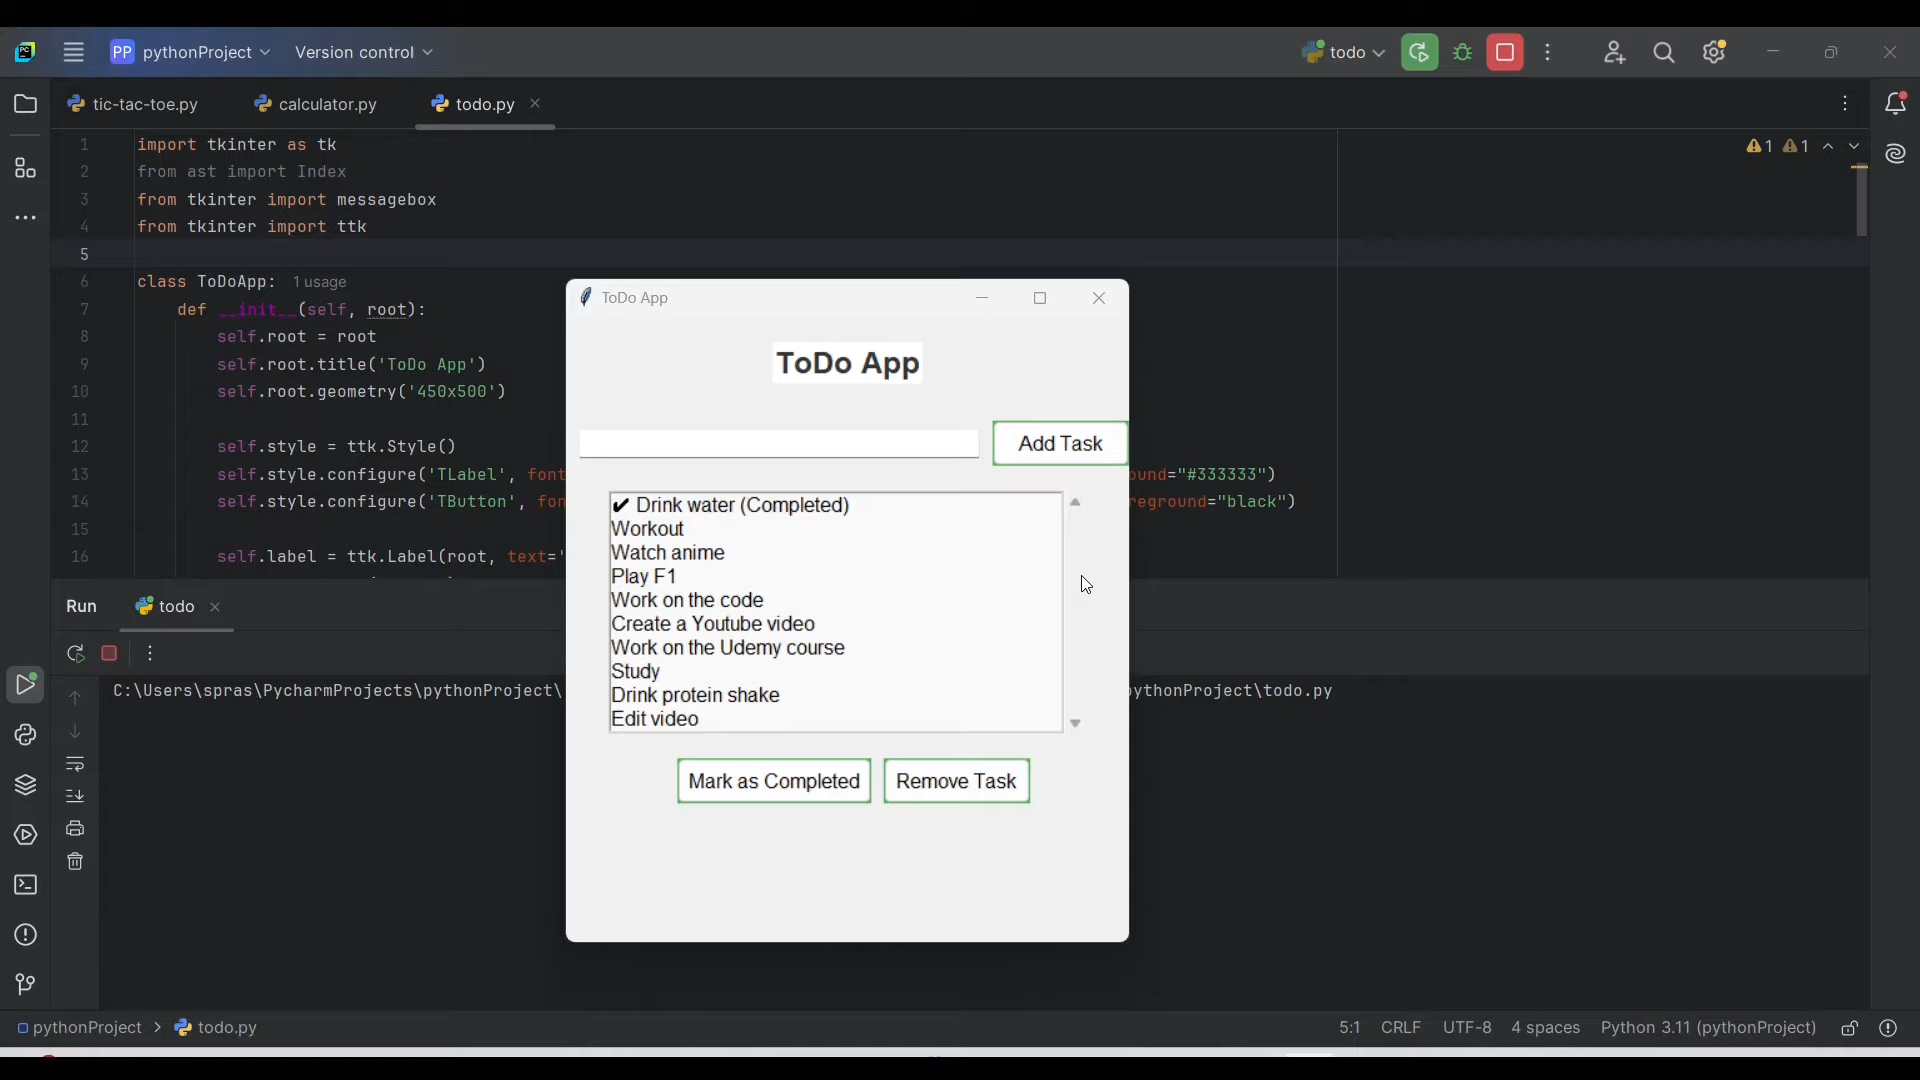 PP pythonProject Version control todo
tic-tac-toe.py calculator.py todo.py
1 import tkinter as tk
2 from ast import Index
3 from tkinter import messagebox
4 from tkinter import ttk
5
6 class ToDoApp: 1 usage
7 def __init__(self, root):
8 self.root = root
9 self.root.title('ToDo App')
10 self.root.geometry('450x500')
11
12 self.style = ttk.Style()
13 self.style.configure('TLabel', font und="#333333")
14 self.style.configure('TButton', fon reground="black")
15
16 self.label = ttk.Label(root, text='
1 1
ToDo App
ToDo App
Add Task
✔ Drink water (Completed)
Workout
Watch anime
Play F1
Work on the code
Create a Youtube video
Work on the Udemy course
Study
Drink protein shake
Edit video
Mark as Completed Remove Task
Run todo
C:\Users\spras\PycharmProjects\pythonProject\ ythonProject\todo.py
pythonProject > todo.py 5:1 CRLF UTF-8 4 spaces Python 3.11 (pythonProject)